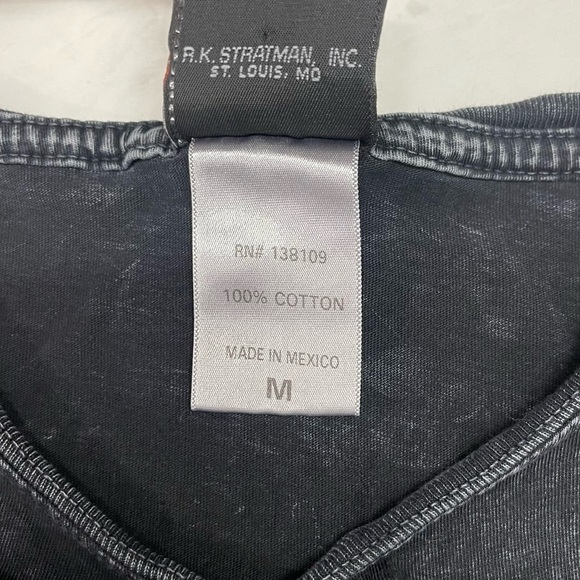 R.K. STRATMAN, INC.
ST. LOUIS, MO
RN# 138109
100% COTTON
MADE IN MEXICO
M